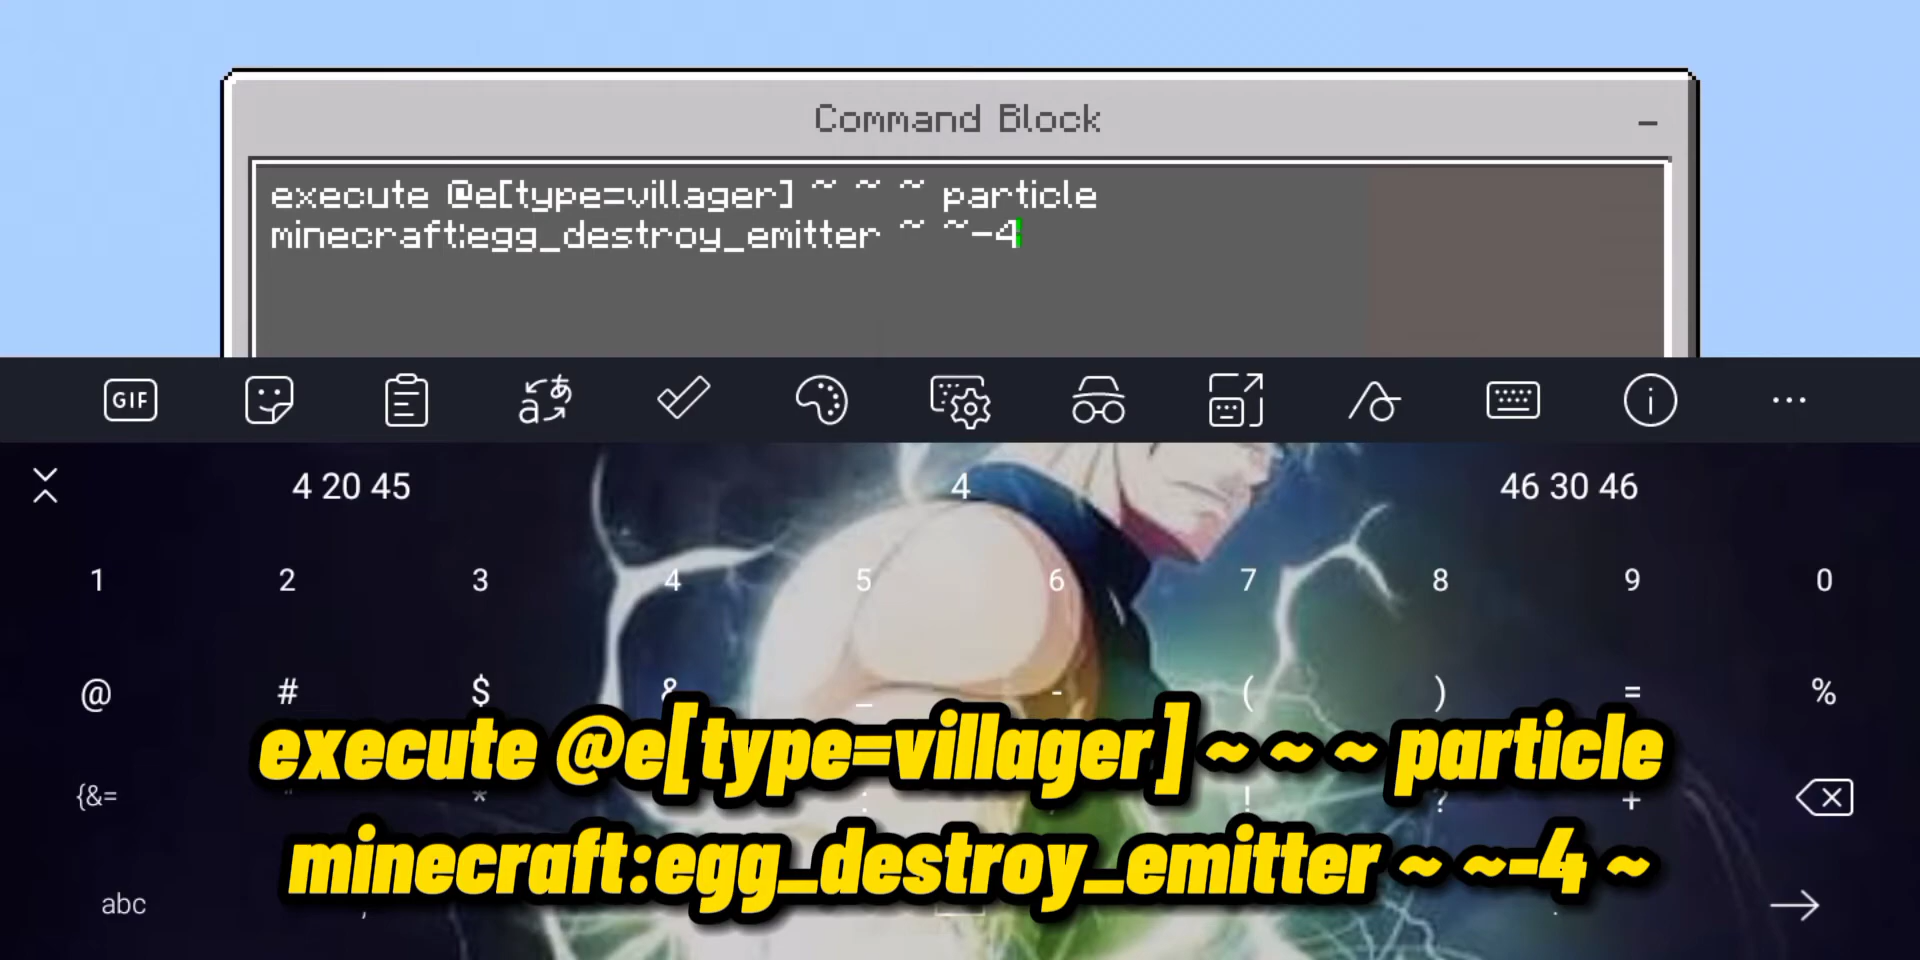 Command Block
execute @e[type=villager] ~ ~ ~ particle
minecraft:egg_destroy_emitter ~ ~-4
GIF
4 20 45
4
46 30 46
1 2 3 4 5 6 7 8 9 0
@ # $ & _ - ( ) = %
execute @e[type=villager] ~ ~ ~ particle
{&= " * : ! ? +
minecraft:egg_destroy_emitter ~ ~-4 ~
abc , .